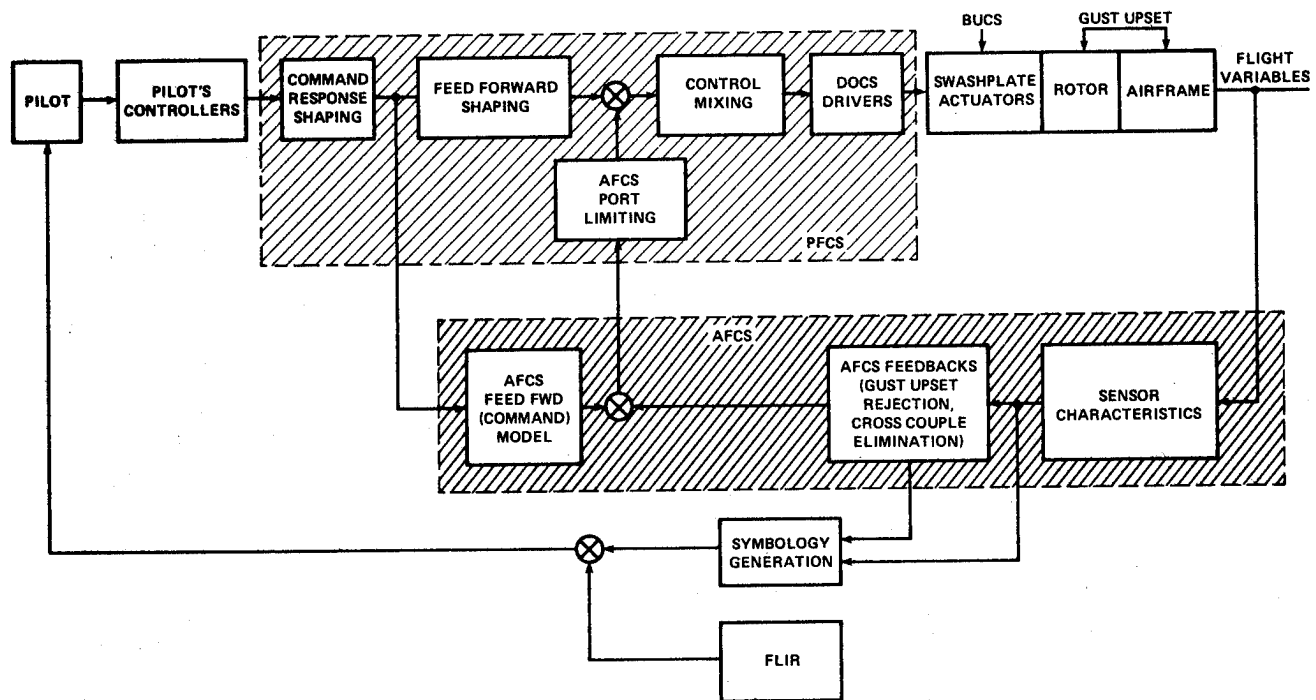 BUCS
GUST UPSET
FLIGHT
VARIABLES
PILOT
PILOT'S
CONTROLLERS
COMMAND
RESPONSE
SHAPING
FEED FORWARD
SHAPING
CONTROL
MIXING
DOCS
DRIVERS
SWASHPLATE
ACTUATORS
ROTOR
AIRFRAME
AFCS
PORT
LIMITING
PFCS
AFCS
AFCS
FEED FWD
(COMMAND)
MODEL
AFCS FEEDBACKS
(GUST UPSET
REJECTION,
CROSS COUPLE
ELIMINATION)
SENSOR
CHARACTERISTICS
SYMBOLOGY
GENERATION
FLIR